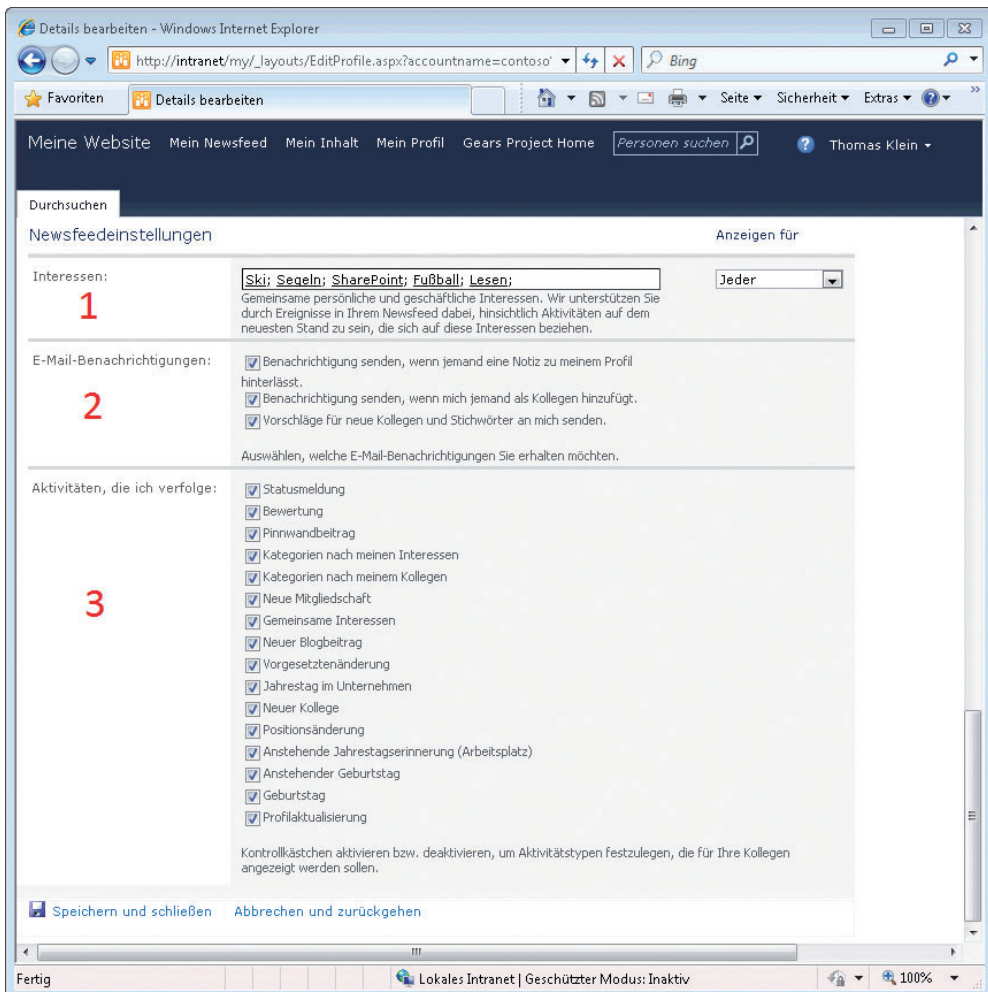 Details bearbeiten - Windows Internet Explorer
http://intranet/my/_layouts/EditProfile.aspx?accountname=contoso'
Bing
Favoriten
Details bearbeiten
Seite
Sicherheit
Extras
Meine Website
Mein Newsfeed
Mein Inhalt
Mein Profil
Gears Project Home
Personen suchen
Thomas Klein
Durchsuchen
Newsfeedeinstellungen
Anzeigen für
Interessen:
1
Ski; Segeln; SharePoint; Fußball; Lesen;
Jeder
Gemeinsame persönliche und geschäftliche Interessen. Wir unterstützen Sie
durch Ereignisse in Ihrem Newsfeed dabei, hinsichtlich Aktivitäten auf dem
neuesten Stand zu sein, die sich auf diese Interessen beziehen.
E-Mail-Benachrichtigungen:
2
Benachrichtigung senden, wenn jemand eine Notiz zu meinem Profil
hinterlässt.
Benachrichtigung senden, wenn mich jemand als Kollegen hinzufügt.
Vorschläge für neue Kollegen und Stichwörter an mich senden.
Auswählen, welche E-Mail-Benachrichtigungen Sie erhalten möchten.
Aktivitäten, die ich verfolge:
3
Statusmeldung
Bewertung
Pinnwandbeitrag
Kategorien nach meinen Interessen
Kategorien nach meinem Kollegen
Neue Mitgliedschaft
Gemeinsame Interessen
Neuer Blogbeitrag
Vorgesetztenänderung
Jahrestag im Unternehmen
Neuer Kollege
Positionsänderung
Anstehende Jahrestagserinnerung (Arbeitsplatz)
Anstehender Geburtstag
Geburtstag
Profilaktualisierung
Kontrollkästchen aktivieren bzw. deaktivieren, um Aktivitätstypen festzulegen, die für Ihre Kollegen
angezeigt werden sollen.
Speichern und schließen
Abbrechen und zurückgehen
Fertig
Lokales Intranet | Geschützter Modus: Inaktiv
100%